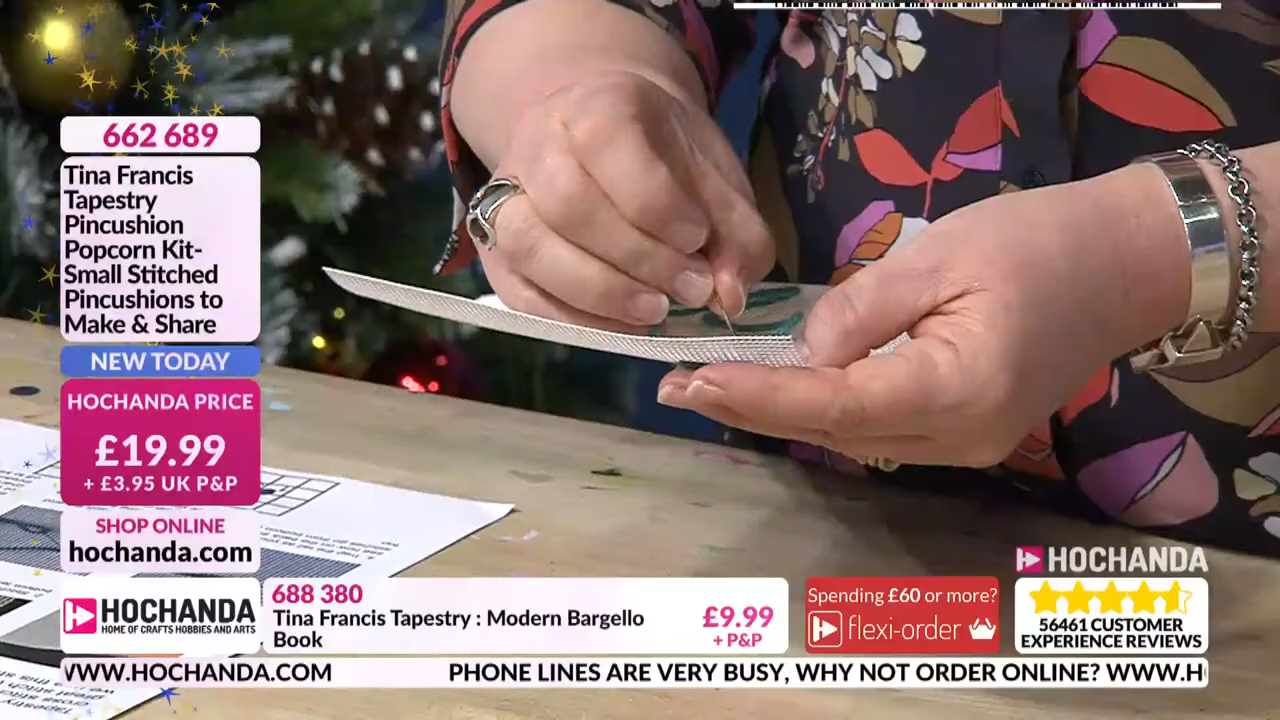 662 689
Tina Francis
Tapestry
Pincushion
Popcorn Kit-
Small Stitched
Pincushions to
Make & Share
NEW TODAY
HOCHANDA PRICE
£19.99
+ £3.95 UK P&P
SHOP ONLINE
hochanda.com
HOCHANDA
HOCHANDA
HOME OF CRAFTS HOBBIES AND ARTS
688 380
Tina Francis Tapestry : Modern Bargello
Book
£9.99
+ P&P
Spending £60 or more?
flexi-order
56461 CUSTOMER
EXPERIENCE REVIEWS
WWW.HOCHANDA.COM PHONE LINES ARE VERY BUSY, WHY NOT ORDER ONLINE? WWW.H